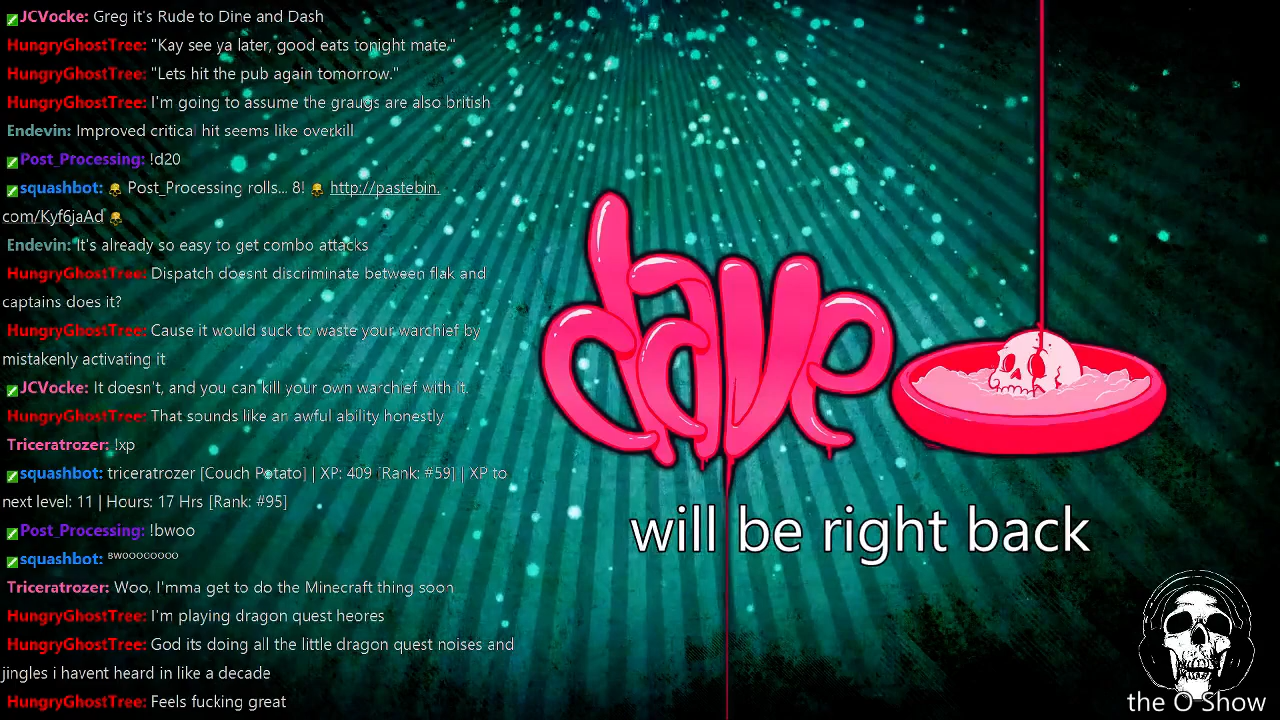 JCVocke: Greg it's Rude to Dine and Dash
HungryGhostTree: "Kay see ya later, good eats tonight mate."
HungryGhostTree: "Lets hit the pub again tomorrow."
HungryGhostTree: I'm going to assume the graugs are also british
Endevin: Improved critical hit seems like overkill
Post_Processing: !d20
squashbot: Post_Processing rolls... 8! http://pastebin.
com/Kyf6jaAd
Endevin: It's already so easy to get combo attacks
HungryGhostTree: Dispatch doesnt discriminate between flak and
captains does it?
HungryGhostTree: Cause it would suck to waste your warchief by
mistakenly activating it
JCVocke: It doesn't, and you can kill your own warchief with it.
HungryGhostTree: That sounds like an awful ability honestly
Triceratrozer: !xp
squashbot: triceratrozer [Couch Potato] | XP: 409 [Rank: #59] | XP to
next level: 11 | Hours: 17 Hrs [Rank: #95]
Post_Processing: !bwoo
squashbot: ᴮᵂᴼᴼᴼᴼᴼᴼᴼ
Triceratrozer: Woo, I'mma get to do the Minecraft thing soon
HungryGhostTree: I'm playing dragon quest heores
HungryGhostTree: God its doing all the little dragon quest noises and
jingles i havent heard in like a decade
HungryGhostTree: Feels fucking great
dave
will be right back
the O Show